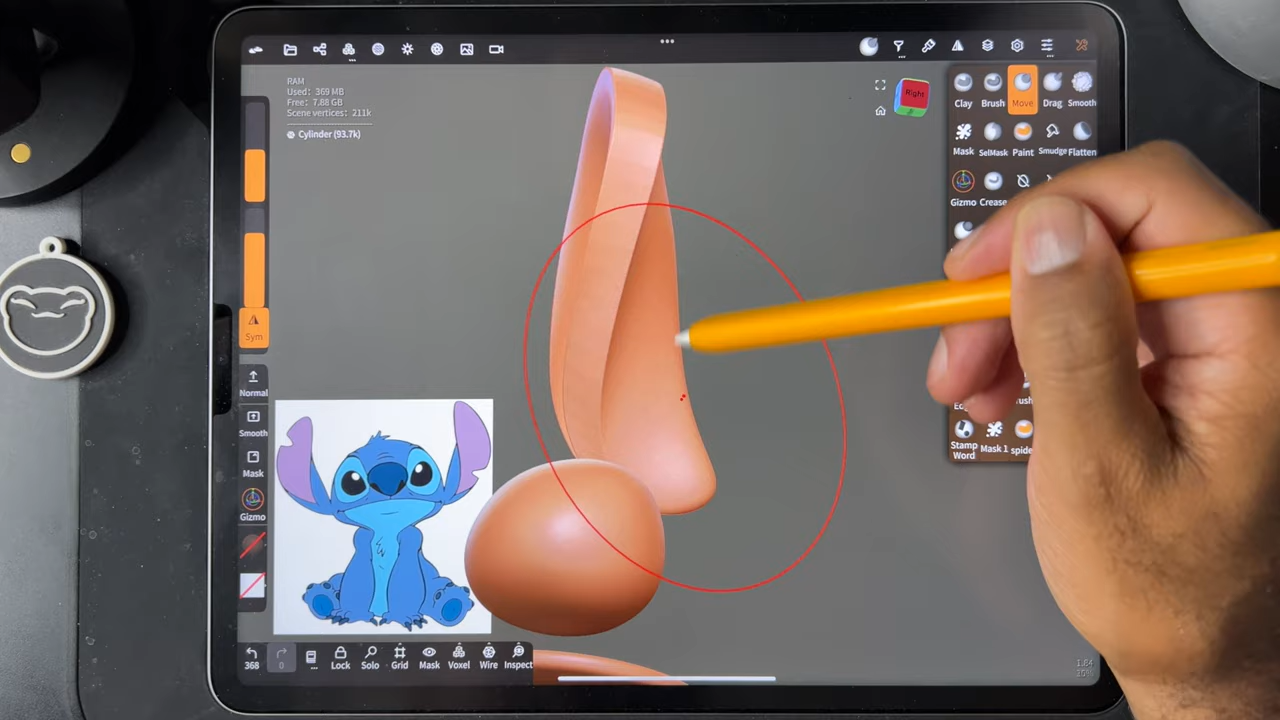 RAM
Used: 369 MB
Free: 7.88 GB
Scene vertices: 211k
Cylinder (93.7k)
Right
Clay Brush Move Drag Smooth
Mask SelMask Paint Smudge Flatten
Gizmo Crease
Stamp Word Mask 1 spide
Sym
Normal
Smooth
Mask
Gizmo
368 0 Lock Solo Grid Mask Voxel Wire Inspect